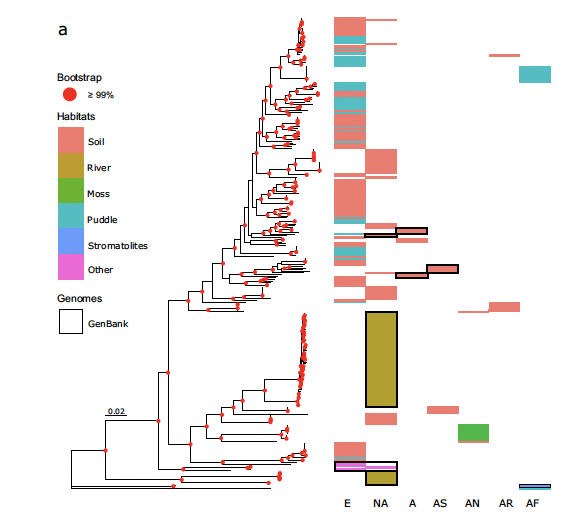 a
Bootstrap
≥ 99%
Habitats
Soil
River
Moss
Puddle
Stromatolites
Other
Genomes
GenBank
0.02
E NA A AS AN AR AF